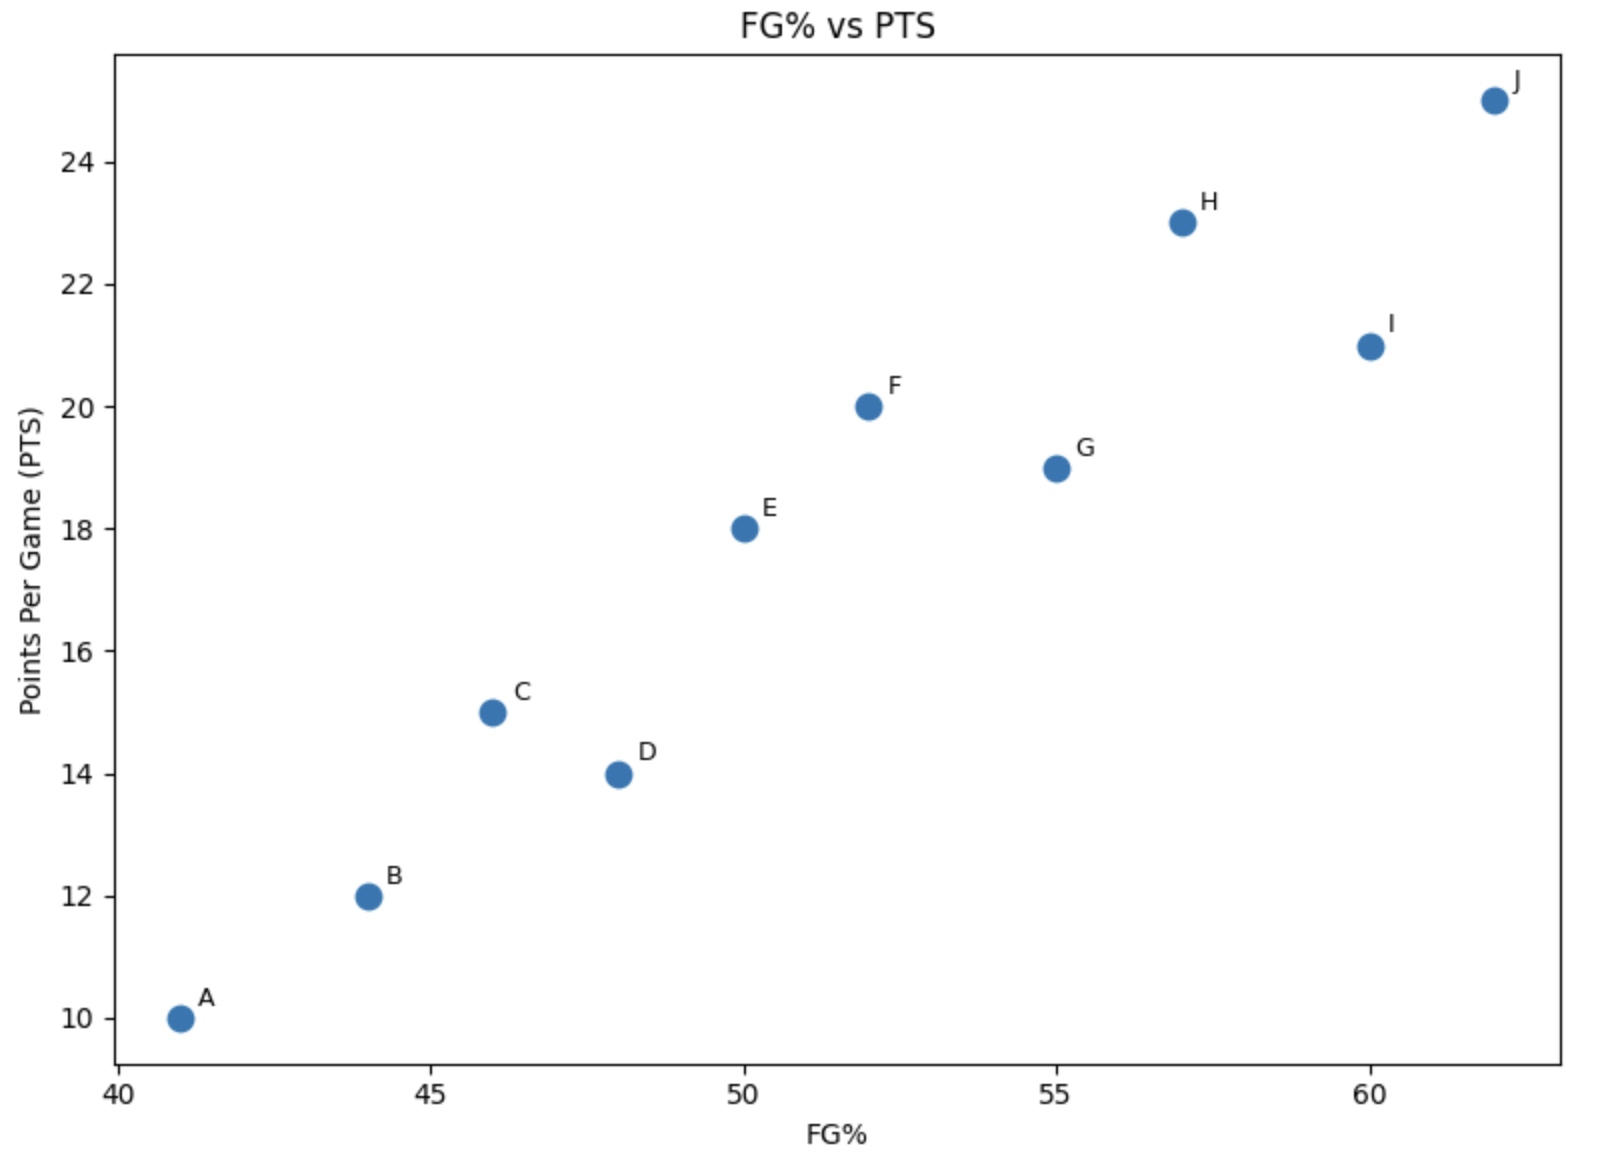 FG% vs PTS
J
24
H
22
I
20
F
G
18
E
16
C
D
14
12
B
10
A
Points Per Game (PTS)
40 45 50 55 60
FG%